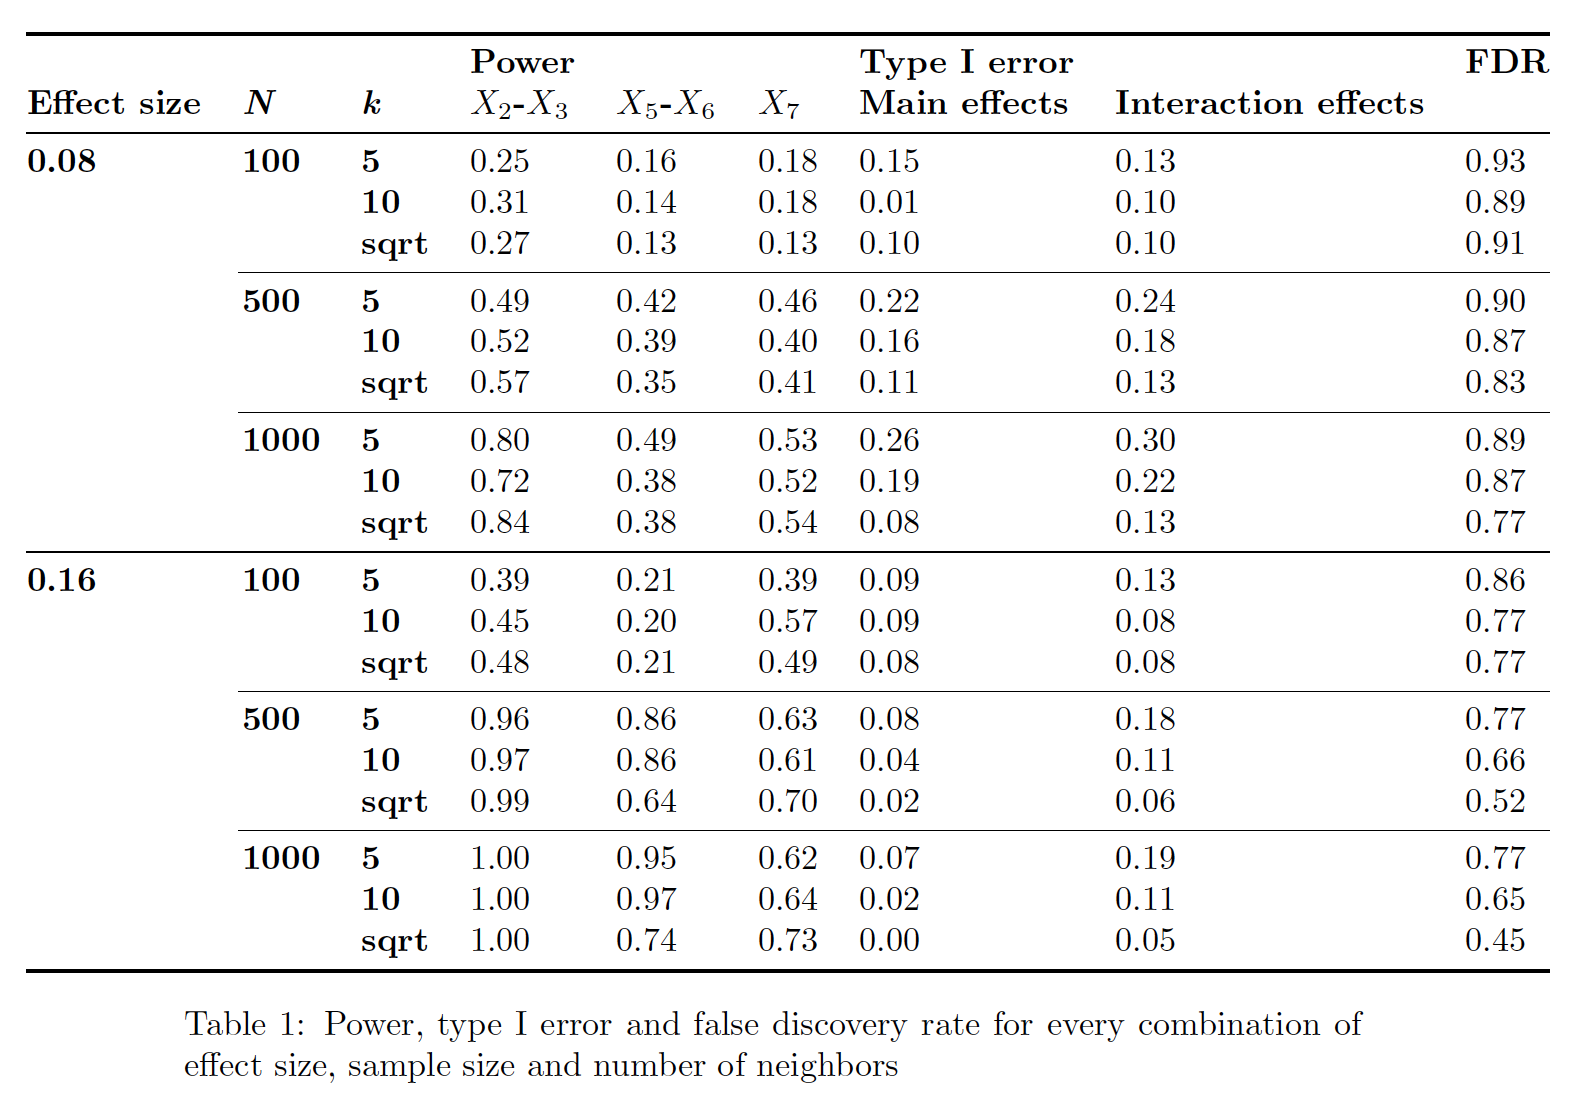 Power Type I error FDR
Effect size N k X2-X3 X5-X6 X7 Main effects Interaction effects
0.08 100 5 0.25 0.16 0.18 0.15 0.13 0.93
10 0.31 0.14 0.18 0.01 0.10 0.89
sqrt 0.27 0.13 0.13 0.10 0.10 0.91
500 5 0.49 0.42 0.46 0.22 0.24 0.90
10 0.52 0.39 0.40 0.16 0.18 0.87
sqrt 0.57 0.35 0.41 0.11 0.13 0.83
1000 5 0.80 0.49 0.53 0.26 0.30 0.89
10 0.72 0.38 0.52 0.19 0.22 0.87
sqrt 0.84 0.38 0.54 0.08 0.13 0.77
0.16 100 5 0.39 0.21 0.39 0.09 0.13 0.86
10 0.45 0.20 0.57 0.09 0.08 0.77
sqrt 0.48 0.21 0.49 0.08 0.08 0.77
500 5 0.96 0.86 0.63 0.08 0.18 0.77
10 0.97 0.86 0.61 0.04 0.11 0.66
sqrt 0.99 0.64 0.70 0.02 0.06 0.52
1000 5 1.00 0.95 0.62 0.07 0.19 0.77
10 1.00 0.97 0.64 0.02 0.11 0.65
sqrt 1.00 0.74 0.73 0.00 0.05 0.45
Table 1: Power, type I error and false discovery rate for every combination of
effect size, sample size and number of neighbors